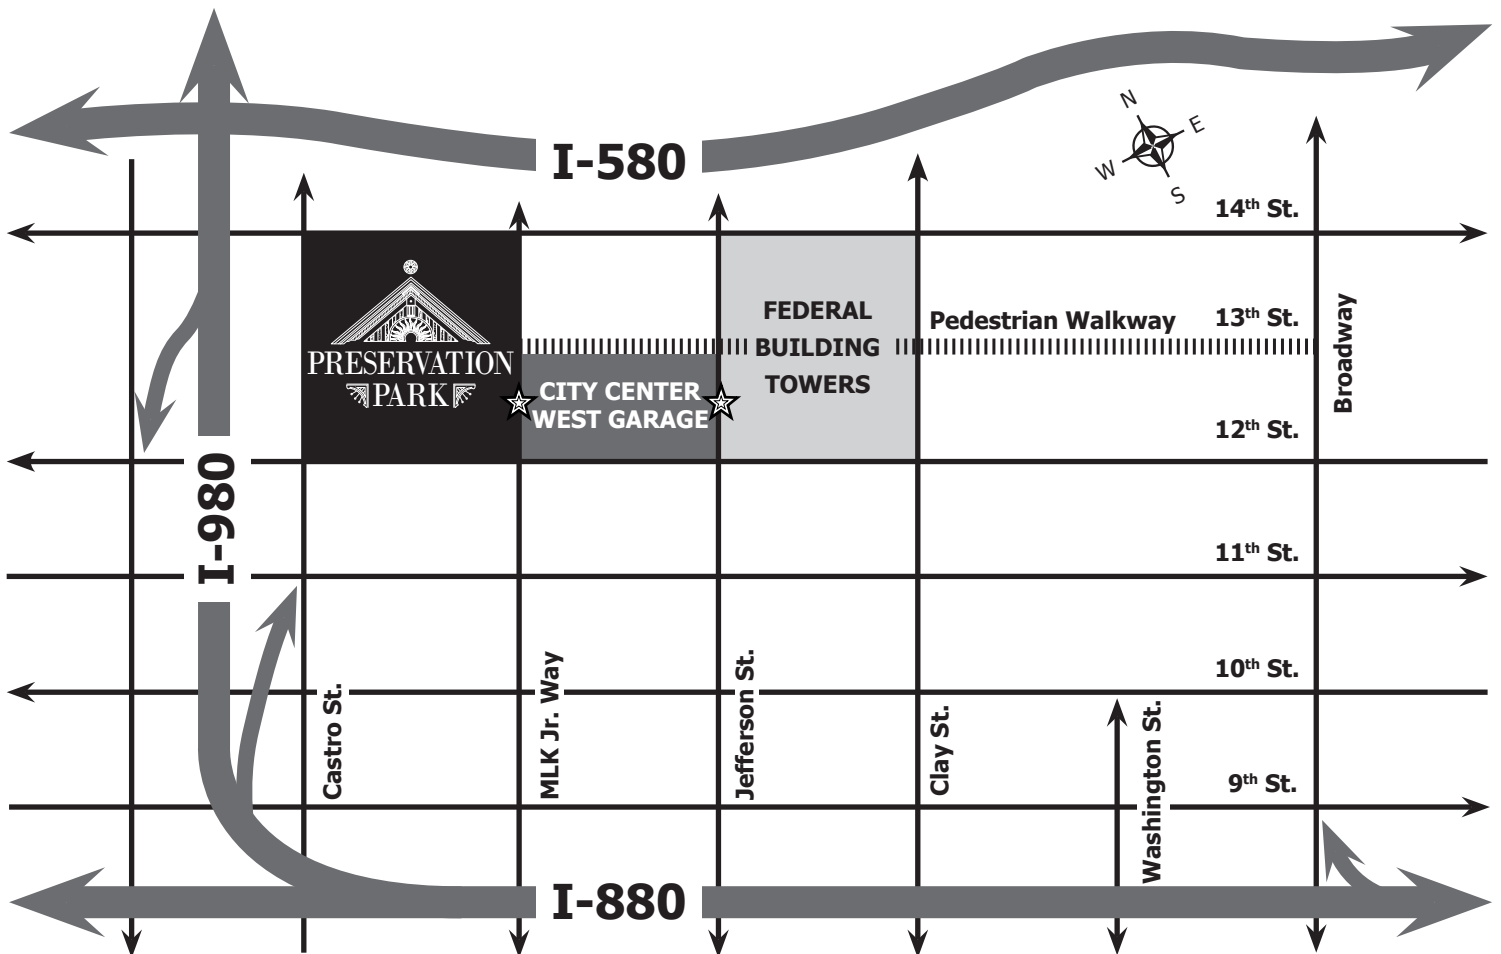 I-580
N
E
W
S
14th St.
PRESERVATION
PARK
FEDERAL
BUILDING
TOWERS
Pedestrian Walkway
13th St.
Broadway
CITY CENTER
WEST GARAGE
12th St.
I-980
11th St.
10th St.
Castro St.
MLK Jr. Way
Jefferson St.
Clay St.
Washington St.
9th St.
I-880